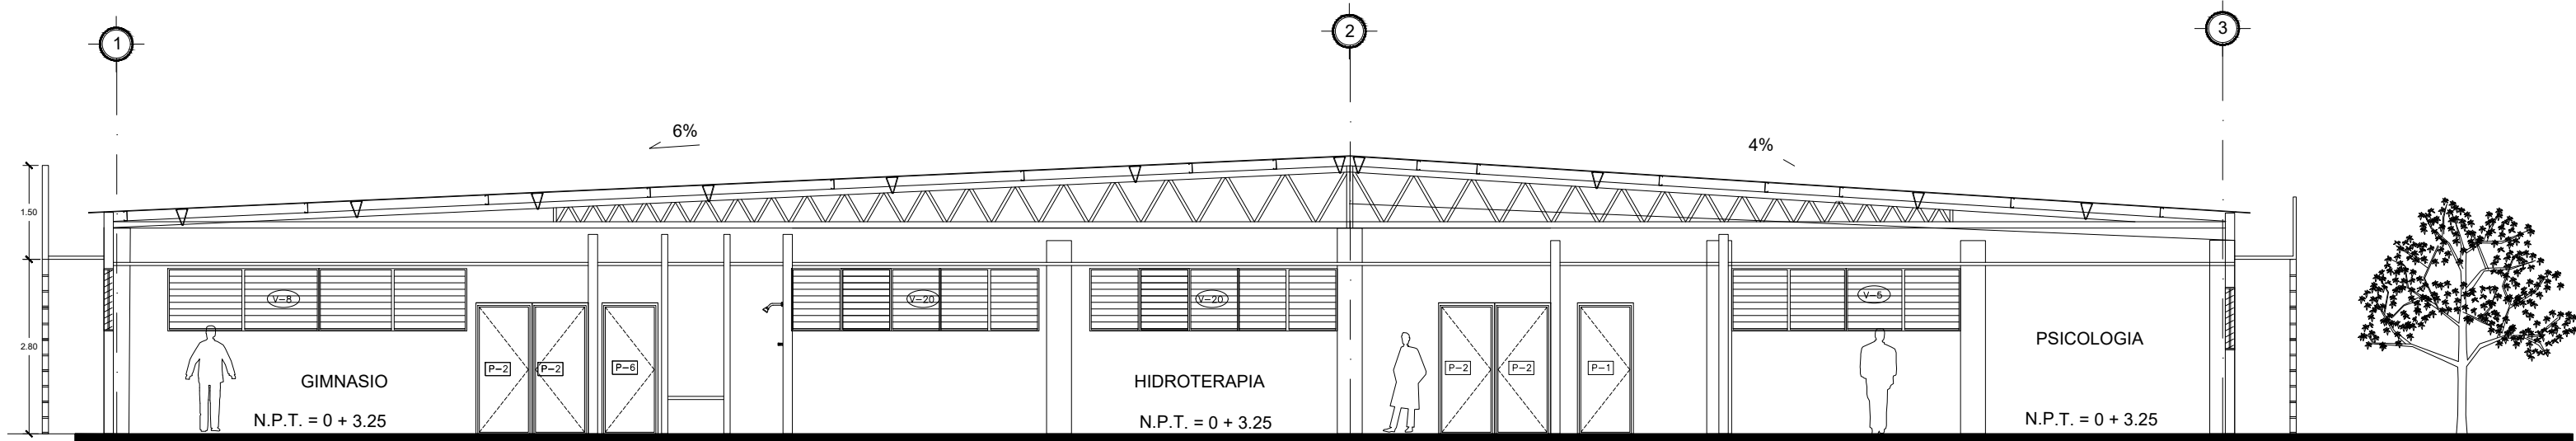 1
2
3
6%
4%
1.50
2.80
V-8
V-20
V-20
V-5
P-2
P-2
P-6
P-2
P-2
P-1
GIMNASIO
HIDROTERAPIA
PSICOLOGIA
N.P.T. = 0 + 3.25
N.P.T. = 0 + 3.25
N.P.T. = 0 + 3.25